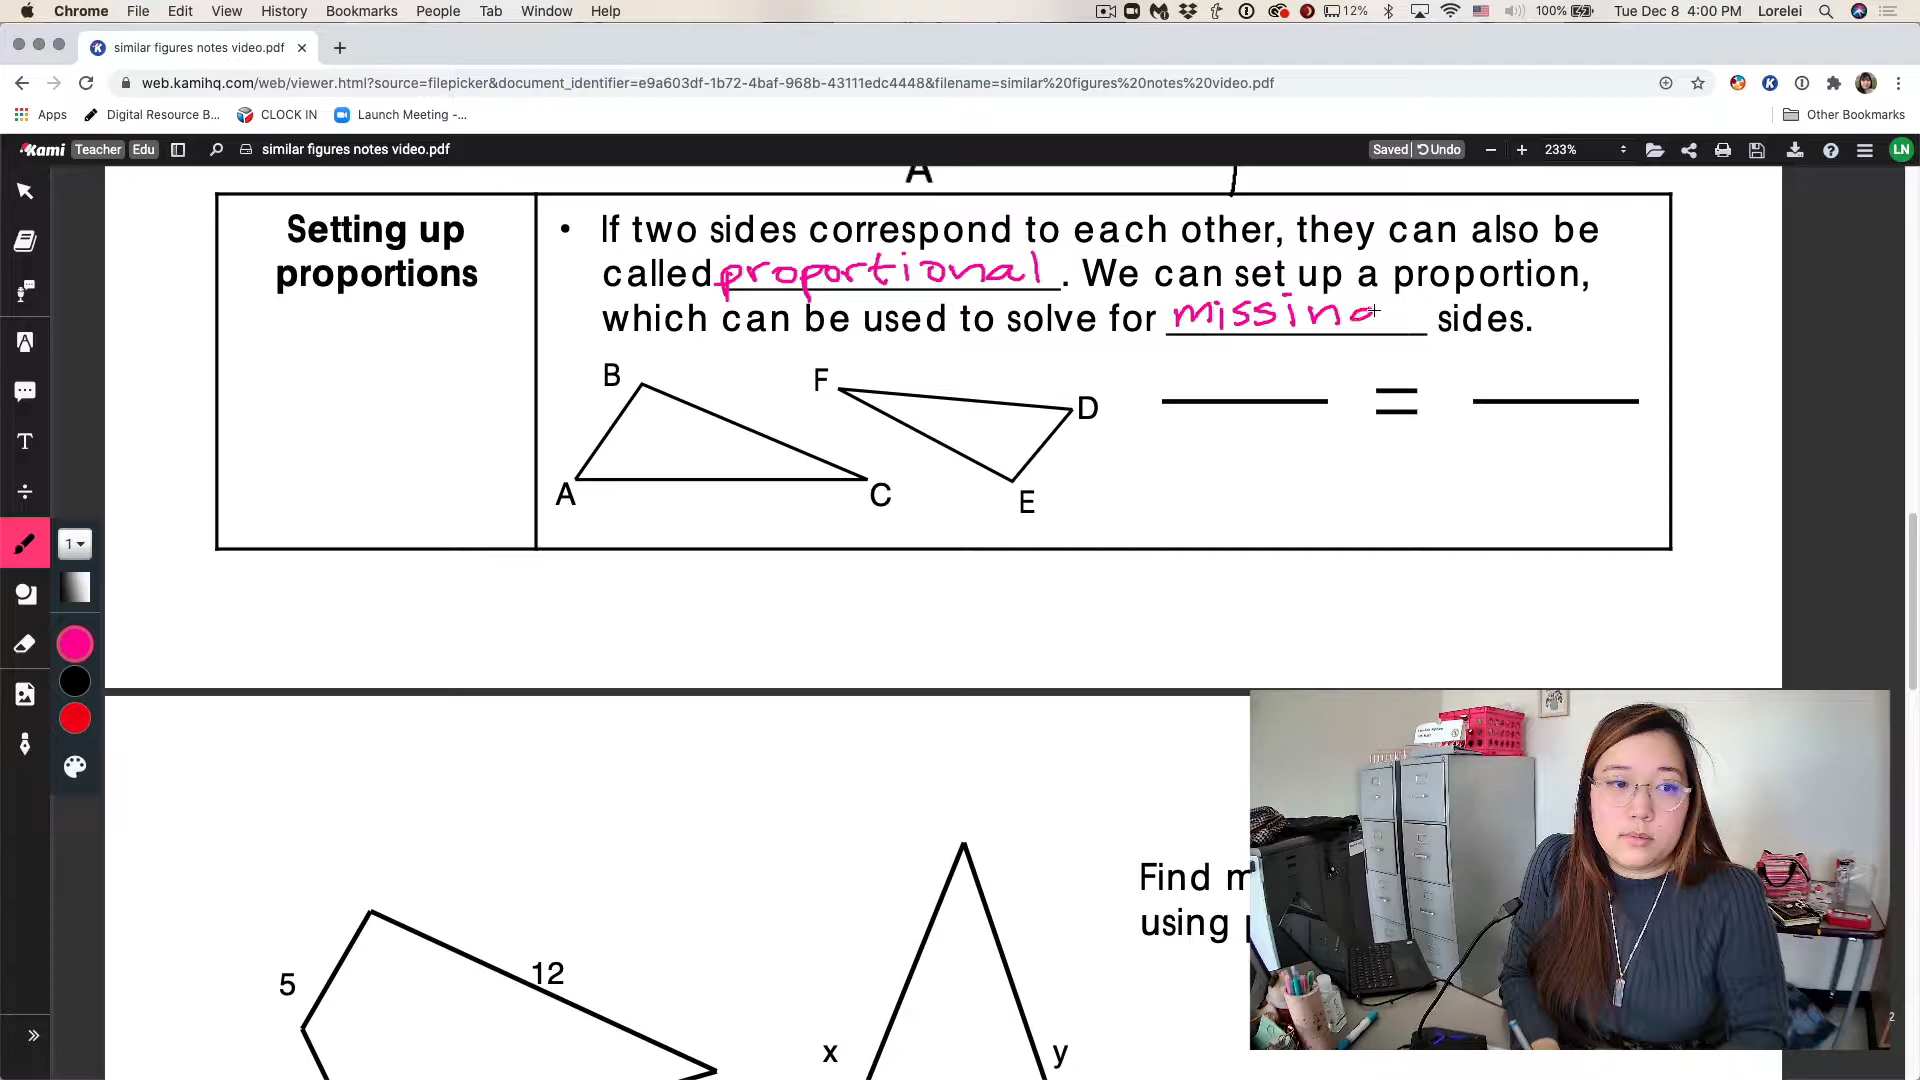 Chrome File Edit View History Bookmarks People Tab Window Help 12% 100% Tue Dec 8 4:00 PM Lorelei
similar figures notes video.pdf
web.kamihq.com/web/viewer.html?source=filepicker&document_identifier=e9a603df-1b72-4baf-968b-43111edc4448&filename=similar%20figures%20notes%20video.pdf
Apps Digital Resource B... CLOCK IN Launch Meeting -... Other Bookmarks
Kami Teacher Edu similar figures notes video.pdf Saved Undo 233% LN
A
Setting up
proportions
• If two sides correspond to each other, they can also be
called proportional. We can set up a proportion,
which can be used to solve for missin sides.
B F D
=
A C E
1
Find m
using
12
5
x y
2